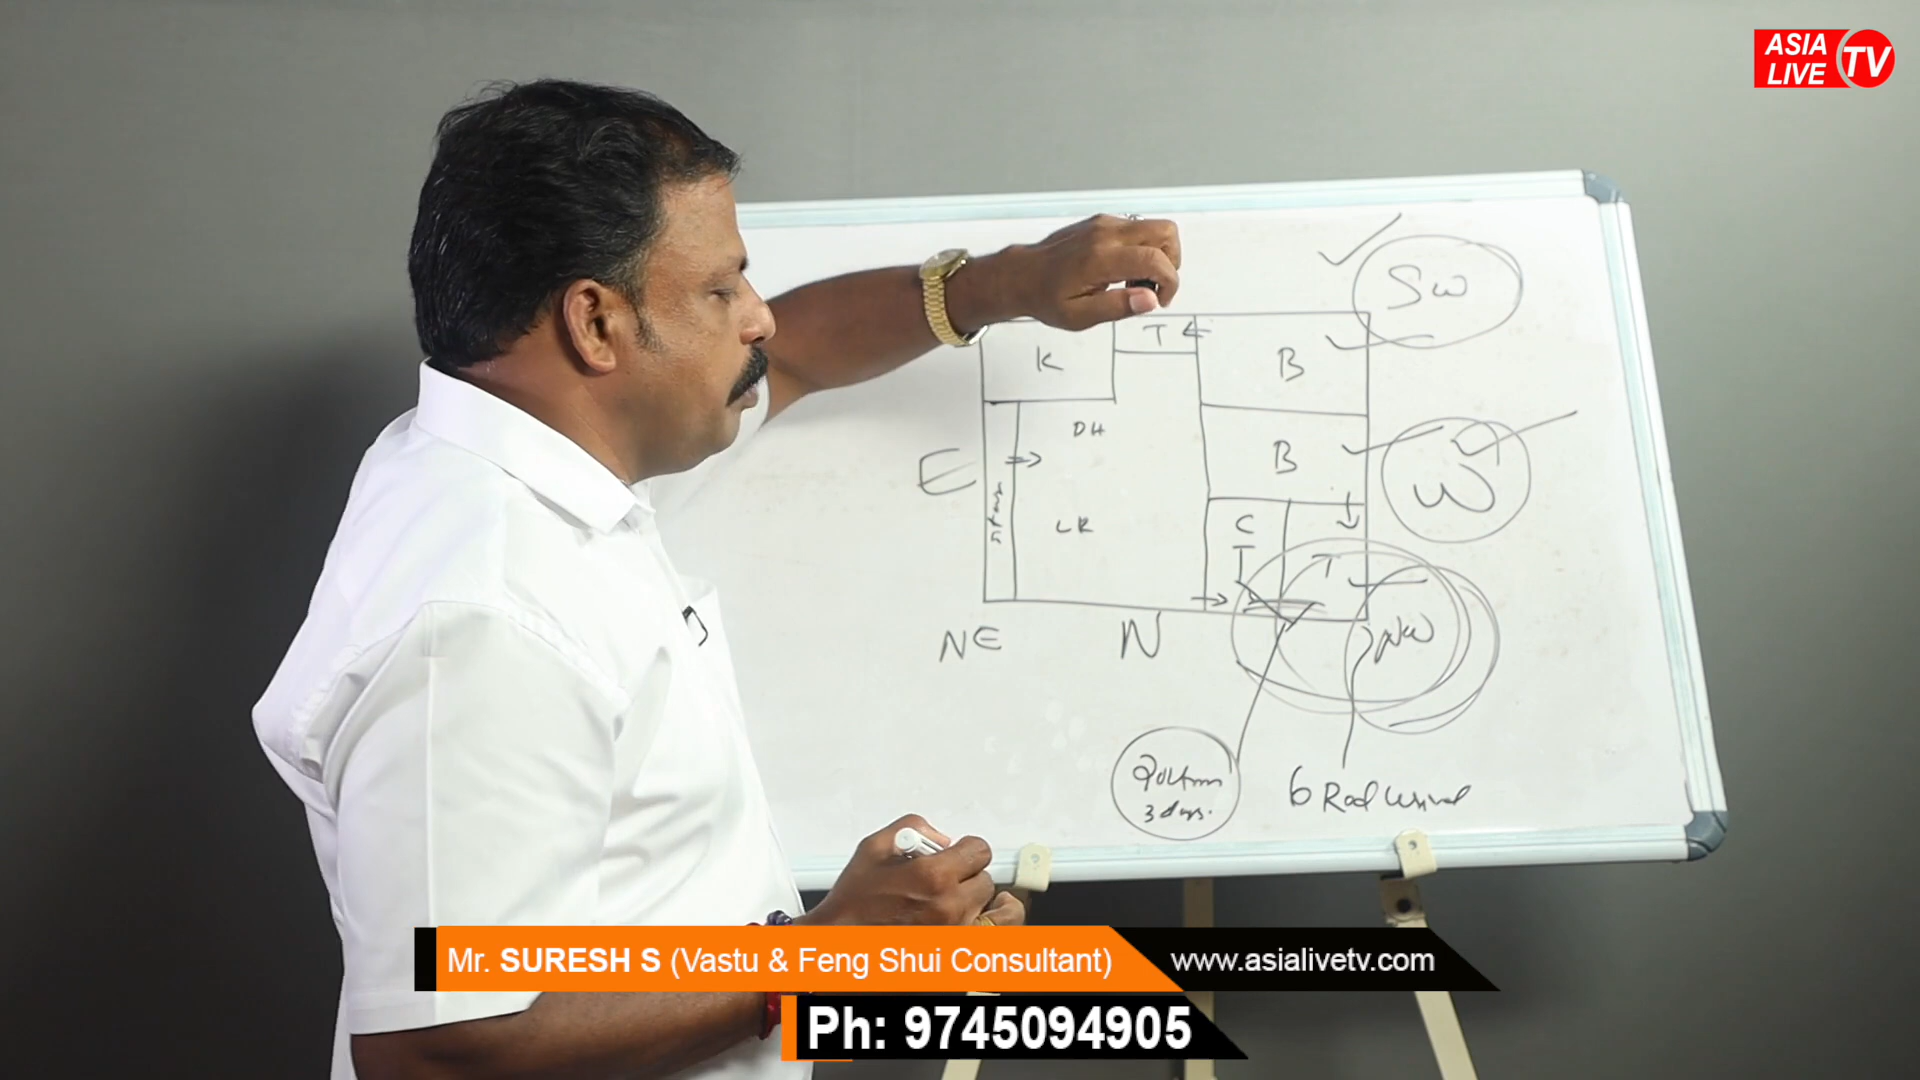 ASIA
LIVE TV
SW
T
K
B
DH
E
B
W
stair
C
LR
T
T
NW
NE
N
3 days.
6 Rod
Mr. SURESH S (Vastu & Feng Shui Consultant)
www.asialivetv.com
Ph: 9745094905